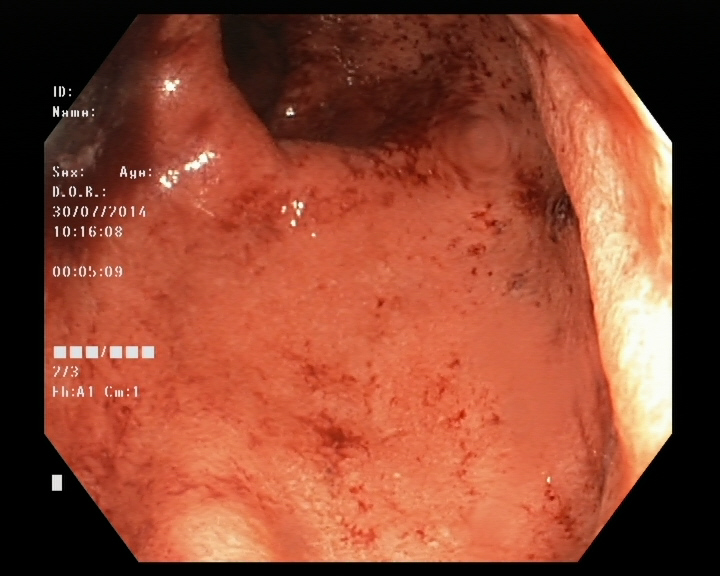 ID:
Name:
Sex: Age:
D.O.B.:
30/07/2014
10:16:08
00:05:09
■■■/■■■
2/3
Eh:A1 Cm:1